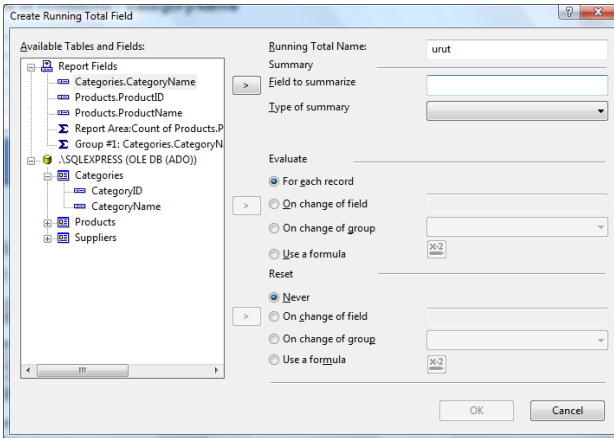 Create Running Total Field
Available Tables and Fields:
Report Fields
Categories.CategoryName
Products.ProductID
Products.ProductName
Report Area:Count of Products.P
Group #1: Categories.CategoryN
.\SQLEXPRESS (OLE DB (ADO))
Categories
CategoryID
CategoryName
Products
Suppliers
Running Total Name:
urut
Summary
Field to summarize
>
Type of summary
Evaluate
For each record
>
On change of field
On change of group
Use a formula
x-2
Reset
Never
>
On change of field
On change of group
Use a formula
x-2
OK
Cancel